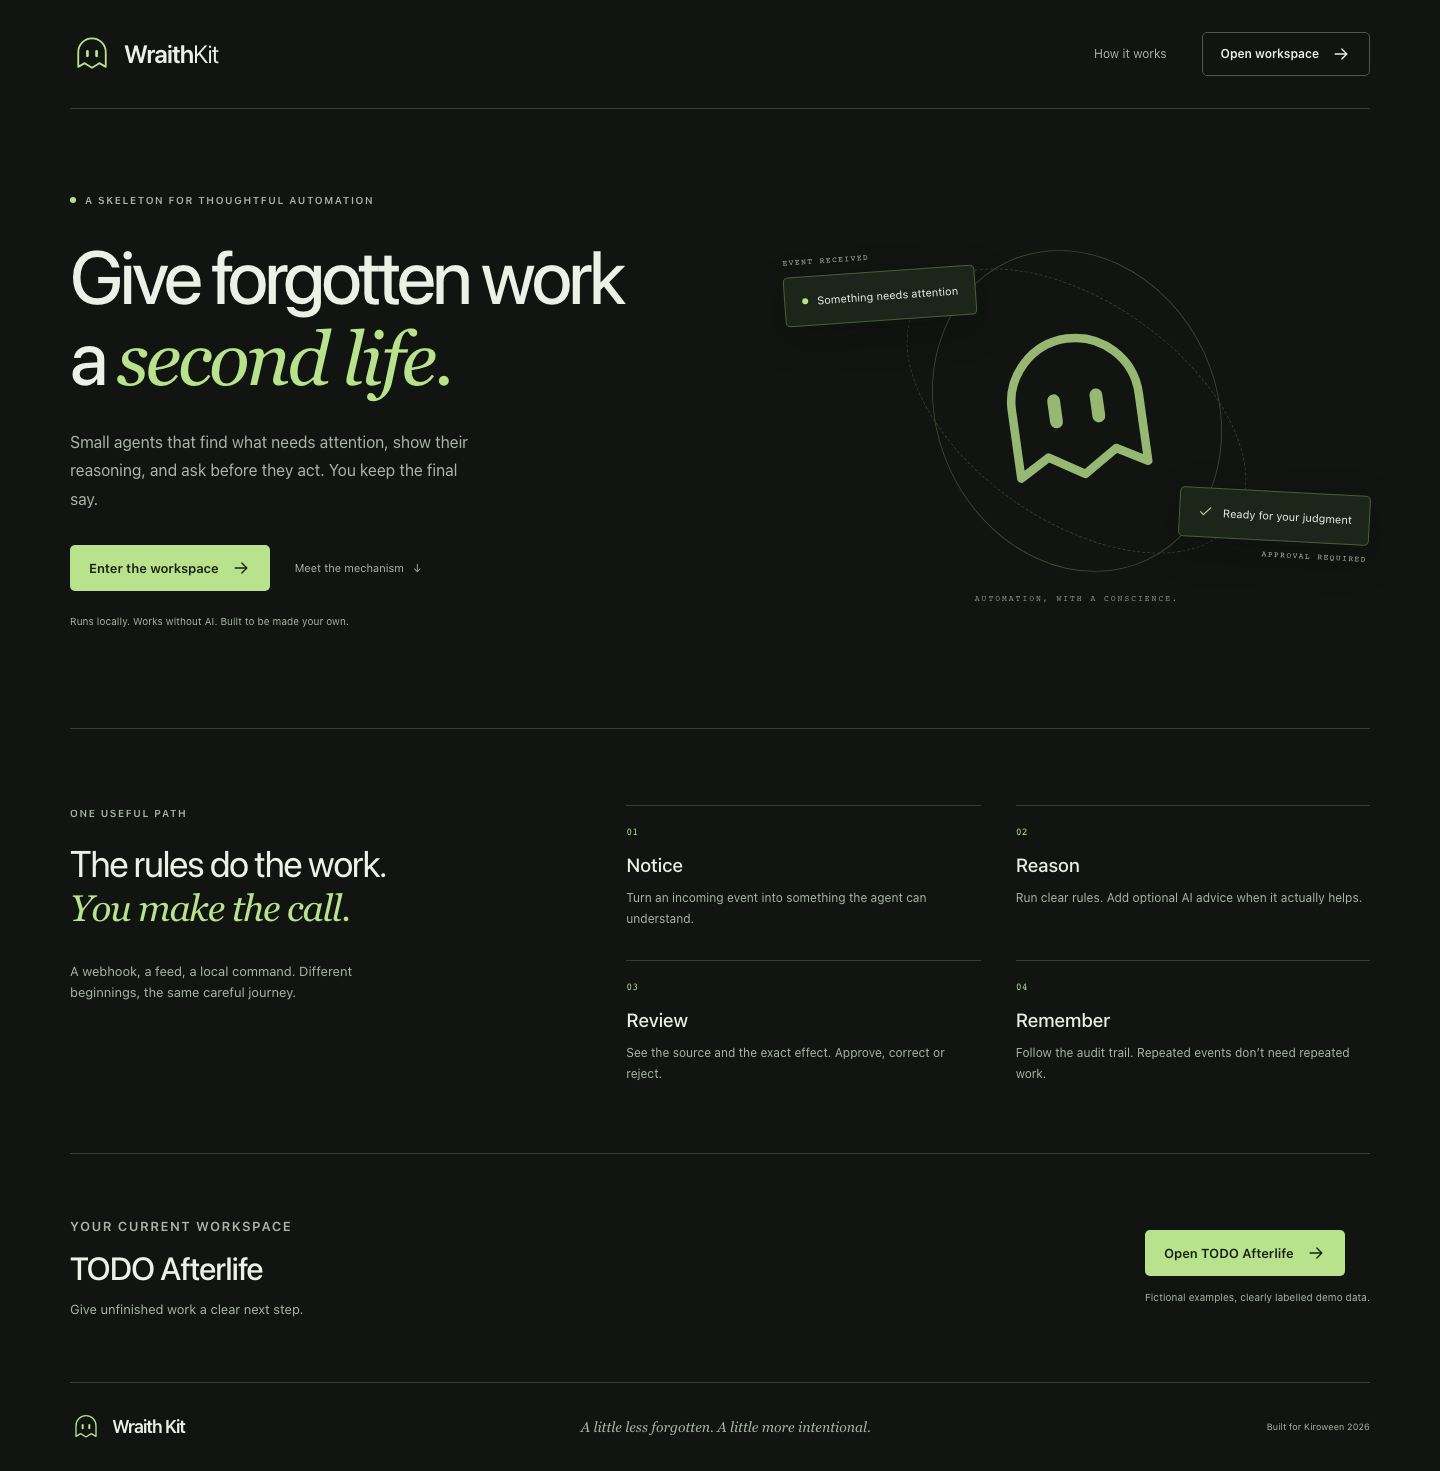 WraithKit
How it works
Open workspace
A SKELETON FOR THOUGHTFUL AUTOMATION
Give forgotten work
a second life.
Small agents that find what needs attention, show their
reasoning, and ask before they act. You keep the final
say.
Enter the workspace
Meet the mechanism
Runs locally. Works without AI. Built to be made your own.
EVENT RECEIVED
Something needs attention
Ready for your judgment
APPROVAL REQUIRED
AUTOMATION, WITH A CONSCIENCE.
ONE USEFUL PATH
The rules do the work.
You make the call.
A webhook, a feed, a local command. Different
beginnings, the same careful journey.
01
Notice
Turn an incoming event into something the agent can
understand.
02
Reason
Run clear rules. Add optional AI advice when it actually helps.
03
Review
See the source and the exact effect. Approve, correct or
reject.
04
Remember
Follow the audit trail. Repeated events don’t need repeated
work.
YOUR CURRENT WORKSPACE
TODO Afterlife
Give unfinished work a clear next step.
Open TODO Afterlife
Fictional examples, clearly labelled demo data.
Wraith Kit
A little less forgotten. A little more intentional.
Built for Kiroween 2026